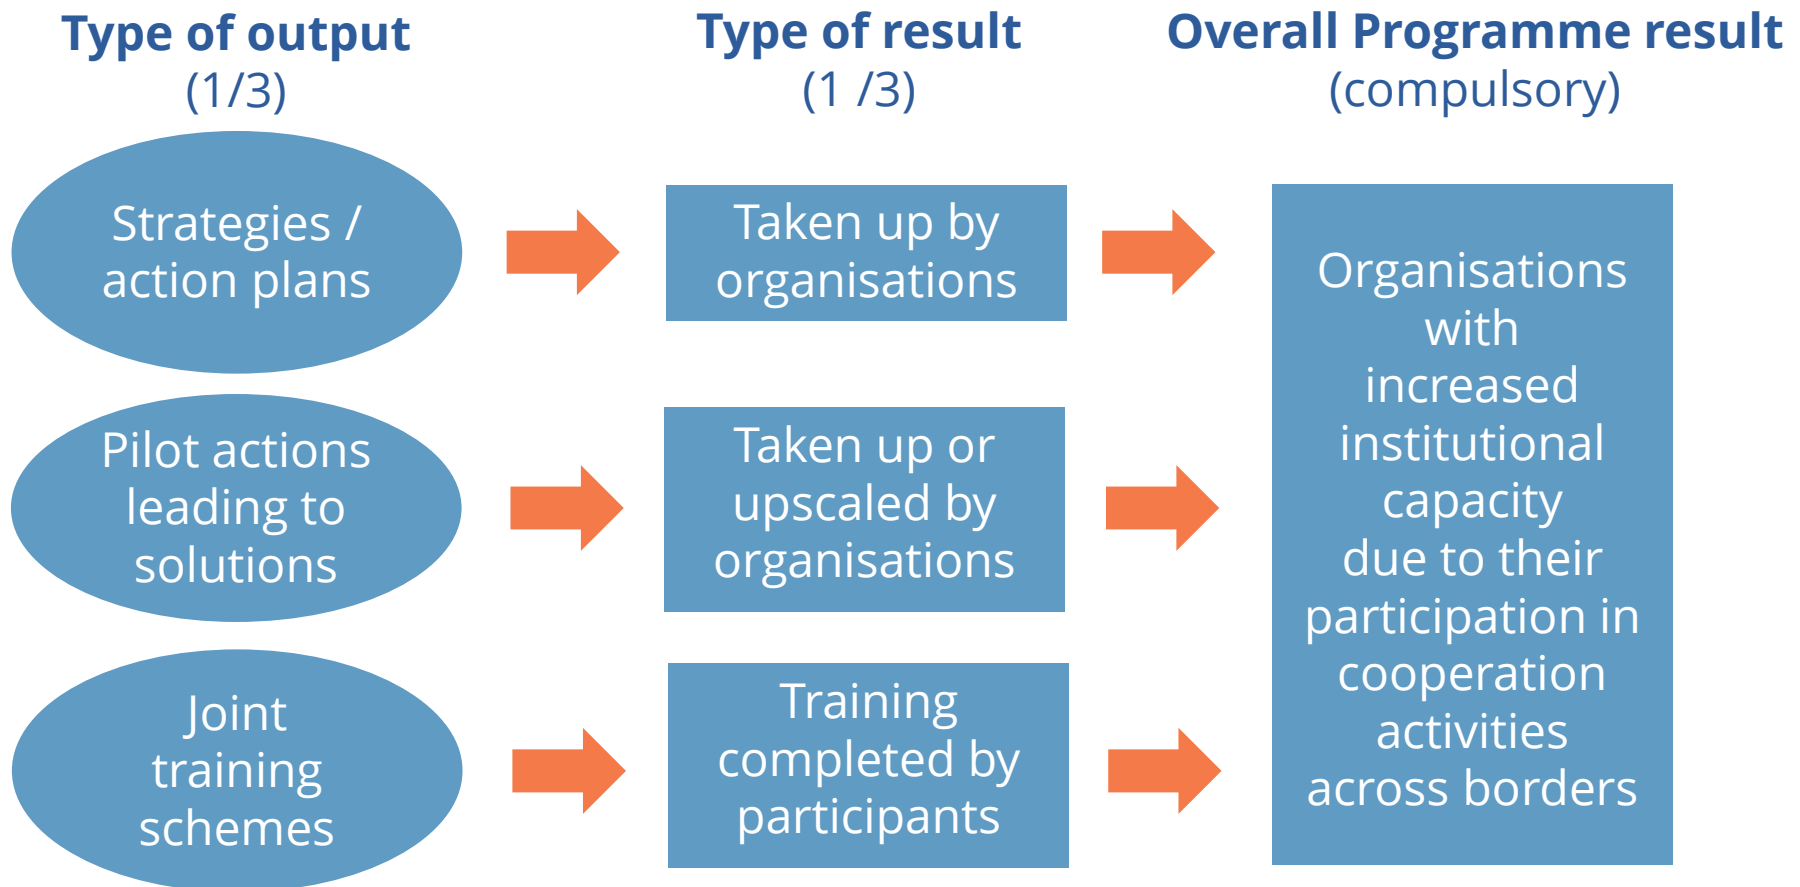 Type of output
(1/3)
Type of result
(1 /3)
Overall Programme result
(compulsory)
Strategies /
action plans
Taken up by
organisations
Pilot actions
leading to
solutions
Taken up or
upscaled by
organisations
Joint
training
schemes
Training
completed by
participants
Organisations
with
increased
institutional
capacity
due to their
participation in
cooperation
activities
across borders